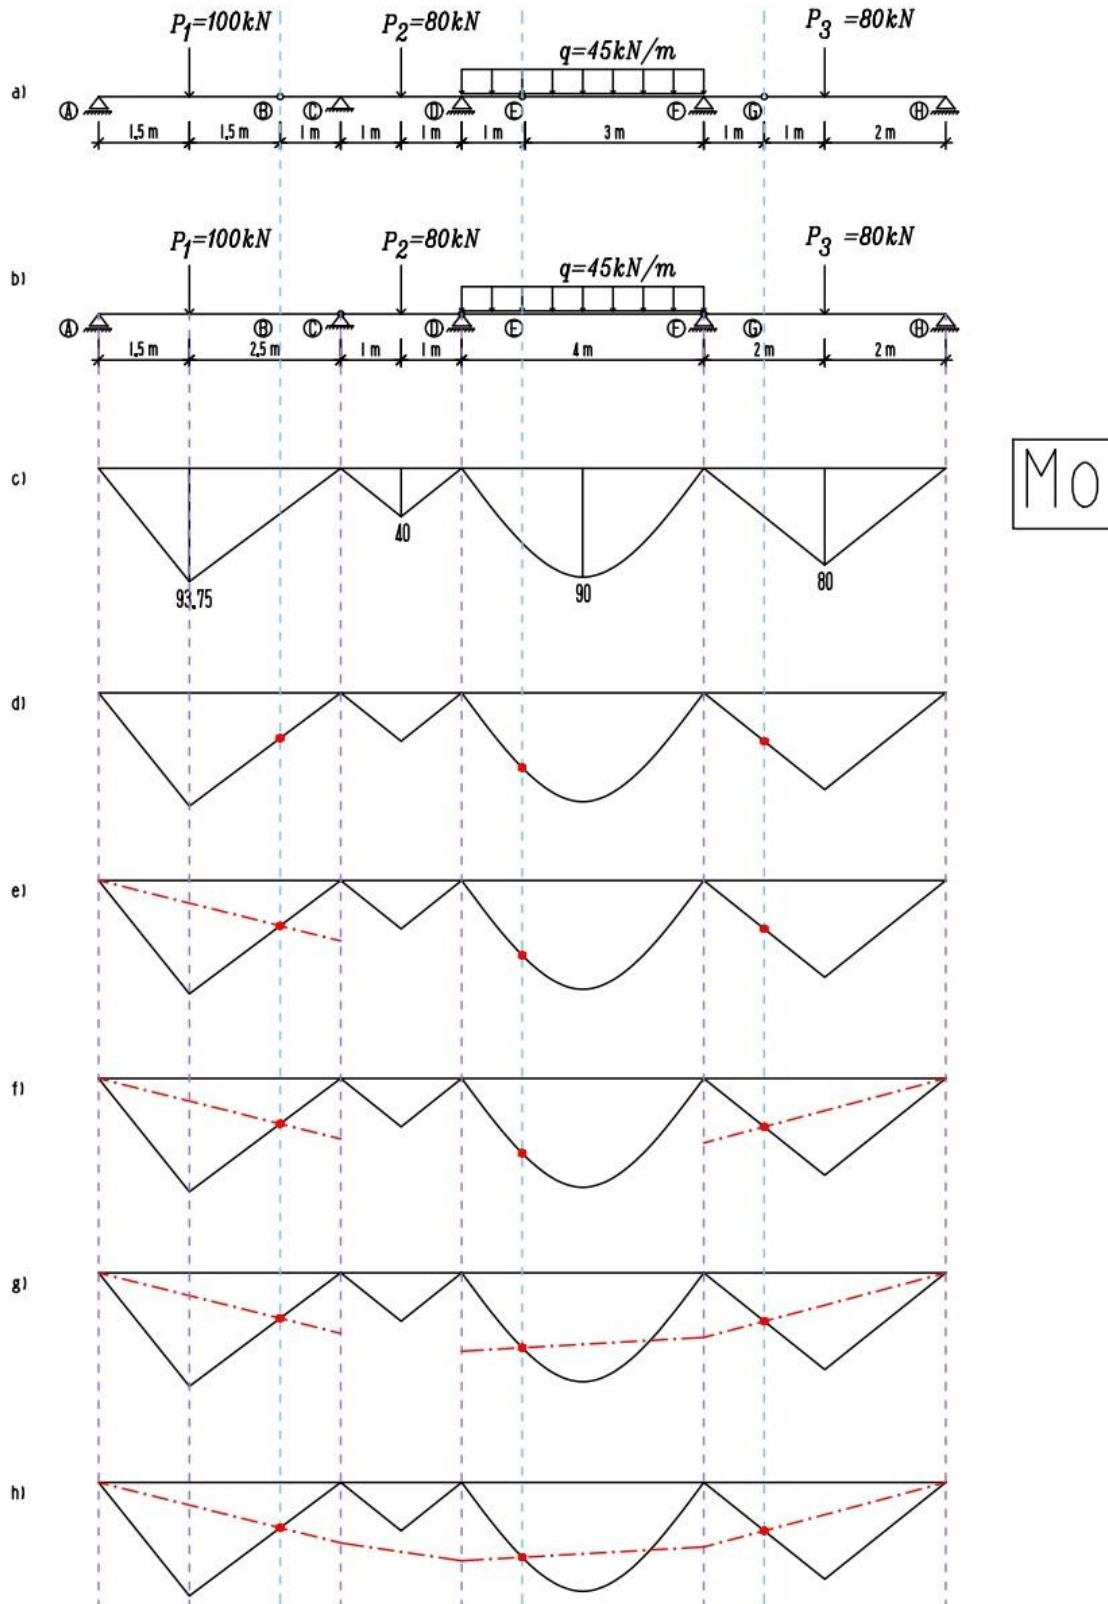 P1=100kN P2=80kN q=45kN/m P3 =80kN
a)
A B C D E F G H
1.5 m 1.5 m 1 m 1 m 1 m 1 m 3 m 1 m 1 m 2 m
P1=100kN P2=80kN q=45kN/m P3 =80kN
b)
A B C D E F G H
1.5 m 2.5 m 1 m 1 m 4 m 2 m 2 m
c)
Mo
93.75 40 90 80
d)
e)
f)
g)
h)